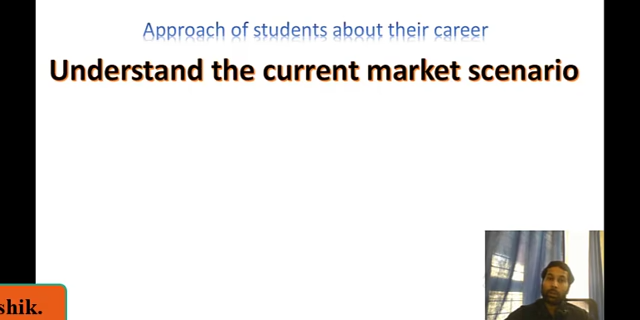 Approach of students about their career
Understand the current market scenario
shik.